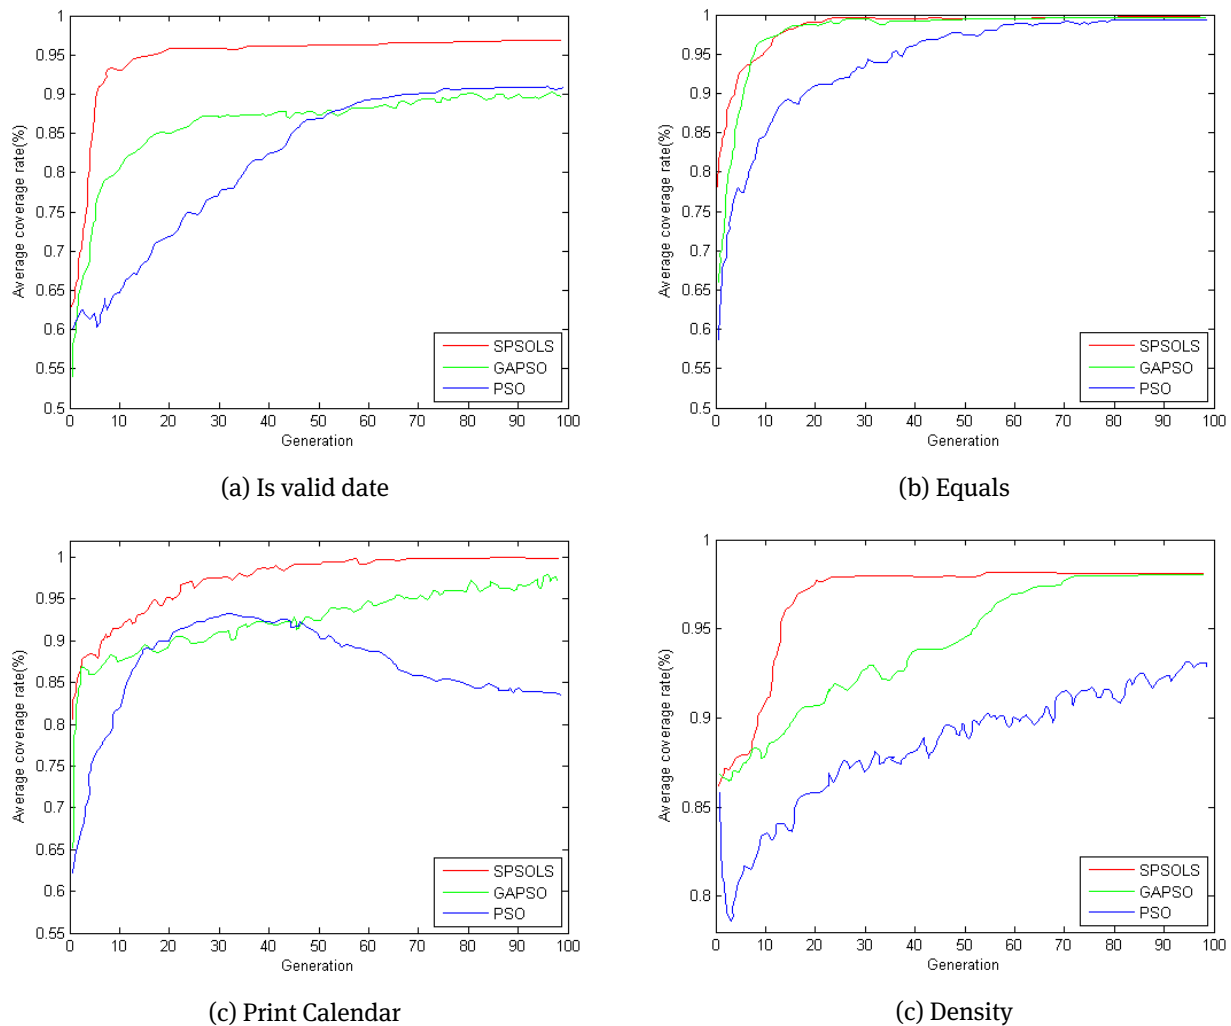 1
0.95
0.9
0.85
0.8
0.75
0.7
0.65
0.6
0.55
0.5
Average coverage rate(%)
0 10 20 30 40 50 60 70 80 90 100
Generation
SPSOLS
GAPSO
PSO
(a) Is valid date
1
0.95
0.9
0.85
0.8
0.75
0.7
0.65
0.6
0.55
0.5
Average coverage rate(%)
0 10 20 30 40 50 60 70 80 90 100
Generation
SPSOLS
GAPSO
PSO
(b) Equals
1
0.95
0.9
0.85
0.8
0.75
0.7
0.65
0.6
0.55
Average coverage rate(%)
0 10 20 30 40 50 60 70 80 90 100
Generation
SPSOLS
GAPSO
PSO
(c) Print Calendar
1
0.95
0.9
0.85
0.8
Average coverage rate(%)
0 10 20 30 40 50 60 70 80 90 100
Generation
SPSOLS
GAPSO
PSO
(c) Density